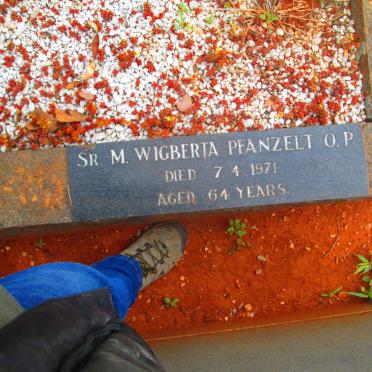 SR. M. WIGBERTA PFANZELT O.P.
DIED 7.4.1971
AGED 64 YEARS.